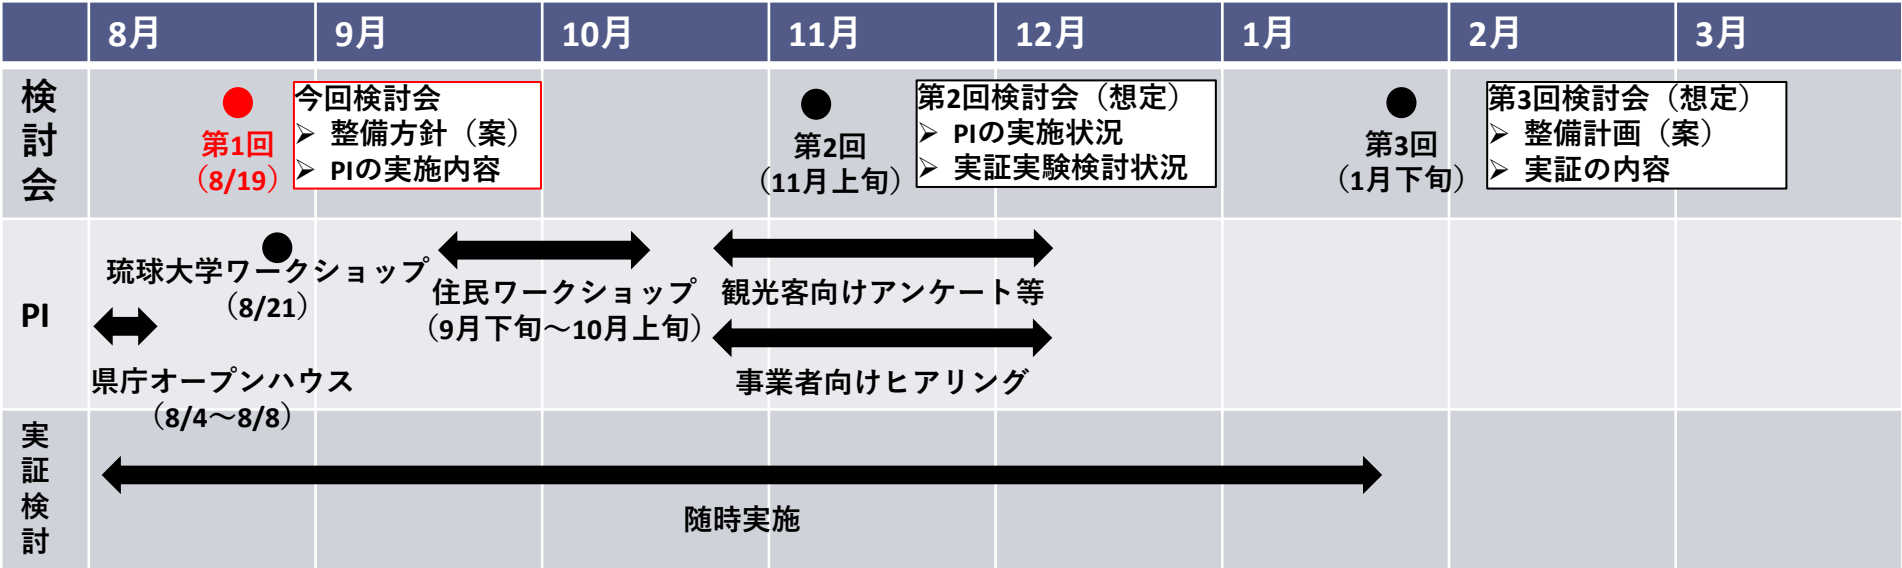 8月
9月
10月
11月
12月
1月
2月
3月
検討会
第1回
（8/19）
今回検討会
➢ 整備方針（案）
➢ PIの実施内容
第2回
（11月上旬）
第2回検討会（想定）
➢ PIの実施状況
➢ 実証実験検討状況
第3回
（1月下旬）
第3回検討会（想定）
➢ 整備計画（案）
➢ 実証の内容
PI
琉球大学ワークショップ
（8/21）
県庁オープンハウス
（8/4～8/8）
住民ワークショップ
（9月下旬～10月上旬）
観光客向けアンケート等
事業者向けヒアリング
実証検討
随時実施